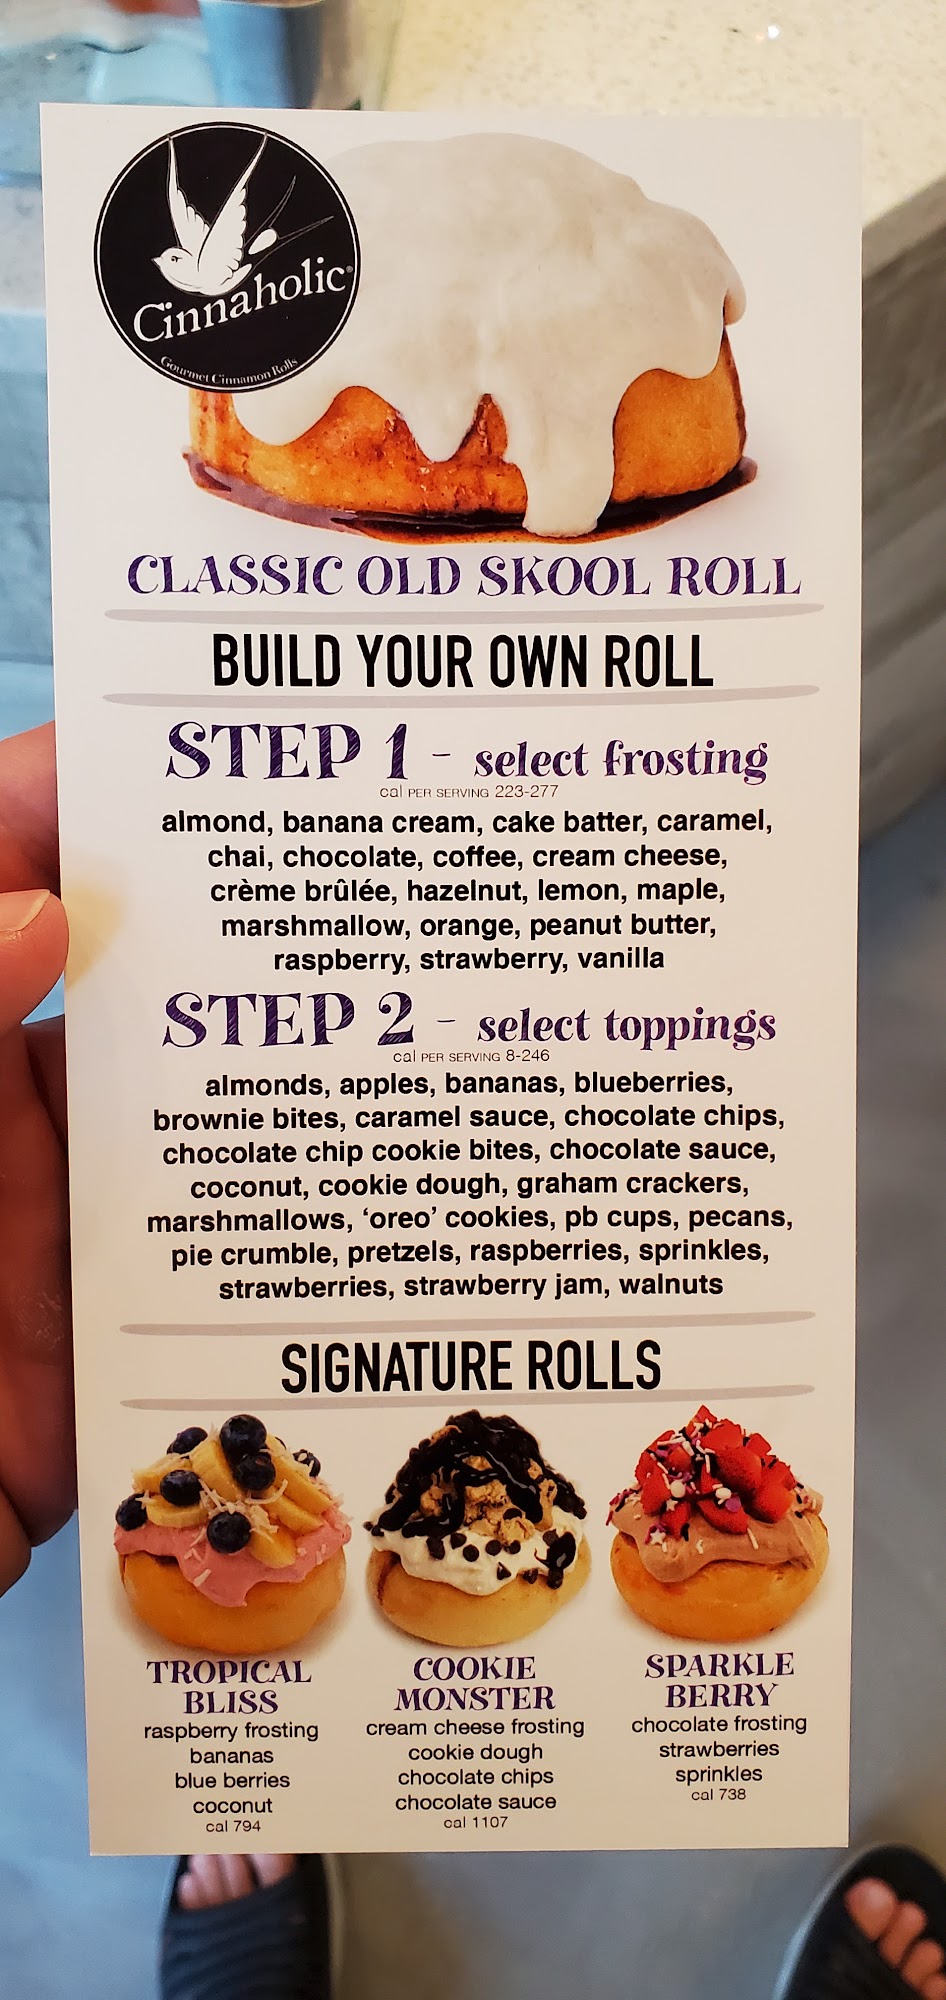 Cinnaholic®
Gourmet Cinnamon Rolls
CLASSIC OLD SKOOL ROLL
BUILD YOUR OWN ROLL
STEP 1 - select frosting
cal PER SERVING 223-277
almond, banana cream, cake batter, caramel,
chai, chocolate, coffee, cream cheese,
crème brûlée, hazelnut, lemon, maple,
marshmallow, orange, peanut butter,
raspberry, strawberry, vanilla
STEP 2 - select toppings
cal PER SERVING 8-246
almonds, apples, bananas, blueberries,
brownie bites, caramel sauce, chocolate chips,
chocolate chip cookie bites, chocolate sauce,
coconut, cookie dough, graham crackers,
marshmallows, ‘oreo’ cookies, pb cups, pecans,
pie crumble, pretzels, raspberries, sprinkles,
strawberries, strawberry jam, walnuts
SIGNATURE ROLLS
TROPICAL
BLISS
raspberry frosting
bananas
blue berries
coconut
cal 794
COOKIE
MONSTER
cream cheese frosting
cookie dough
chocolate chips
chocolate sauce
cal 1107
SPARKLE
BERRY
chocolate frosting
strawberries
sprinkles
cal 738